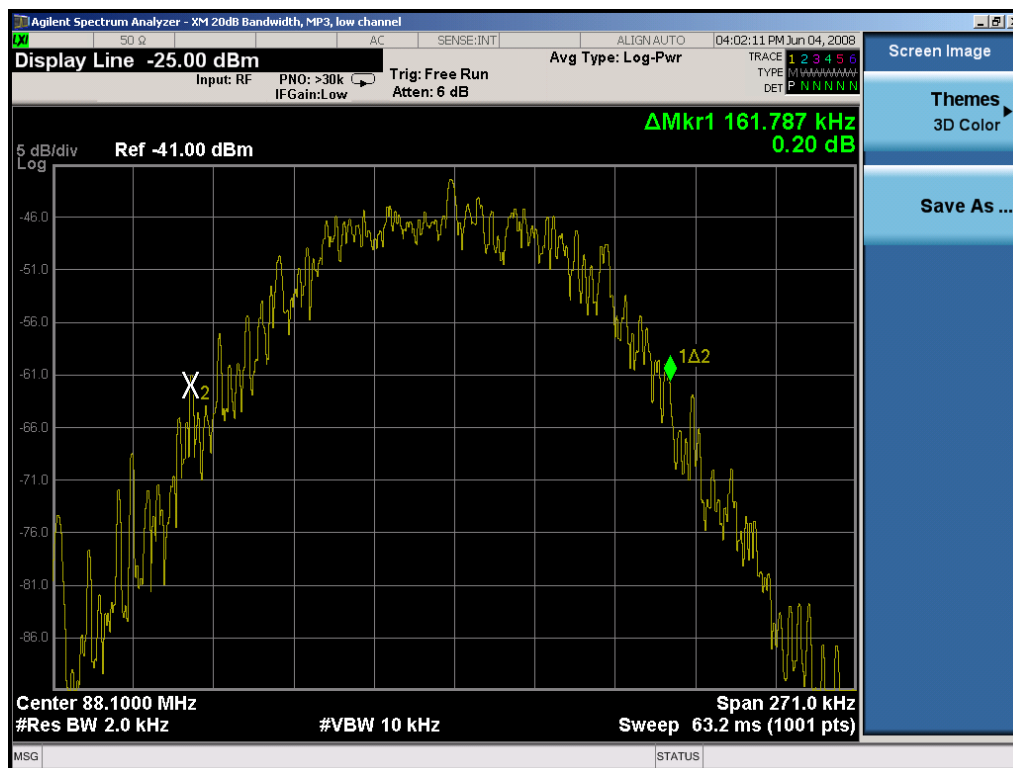 Agilent Spectrum Analyzer - XM 20dB Bandwidth, MP3, low channel
LXI 50 Ω AC SENSE:INT ALIGN AUTO 04:02:11 PM Jun 04, 2008
Display Line -25.00 dBm
Input: RF PNO: >30k IFGain:Low
Trig: Free Run
Atten: 6 dB
Avg Type: Log-Pwr
TRACE 1 2 3 4 5 6
TYPE M W W W W W
DET P N N N N N
Screen Image
Themes
3D Color
Save As ...
ΔMkr1 161.787 kHz
0.20 dB
5 dB/div Ref -41.00 dBm
Log
-46.0
-51.0
-56.0
-61.0
-66.0
-71.0
-76.0
-81.0
-86.0
X2
1Δ2
Center 88.1000 MHz Span 271.0 kHz
#Res BW 2.0 kHz #VBW 10 kHz Sweep 63.2 ms (1001 pts)
MSG STATUS